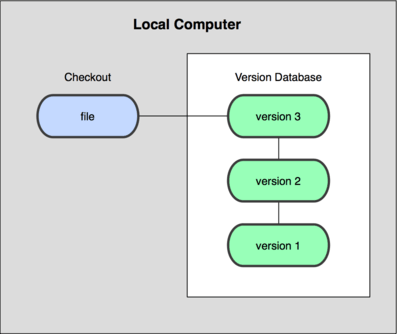 Local Computer
Checkout
Version Database
file
version 3
version 2
version 1